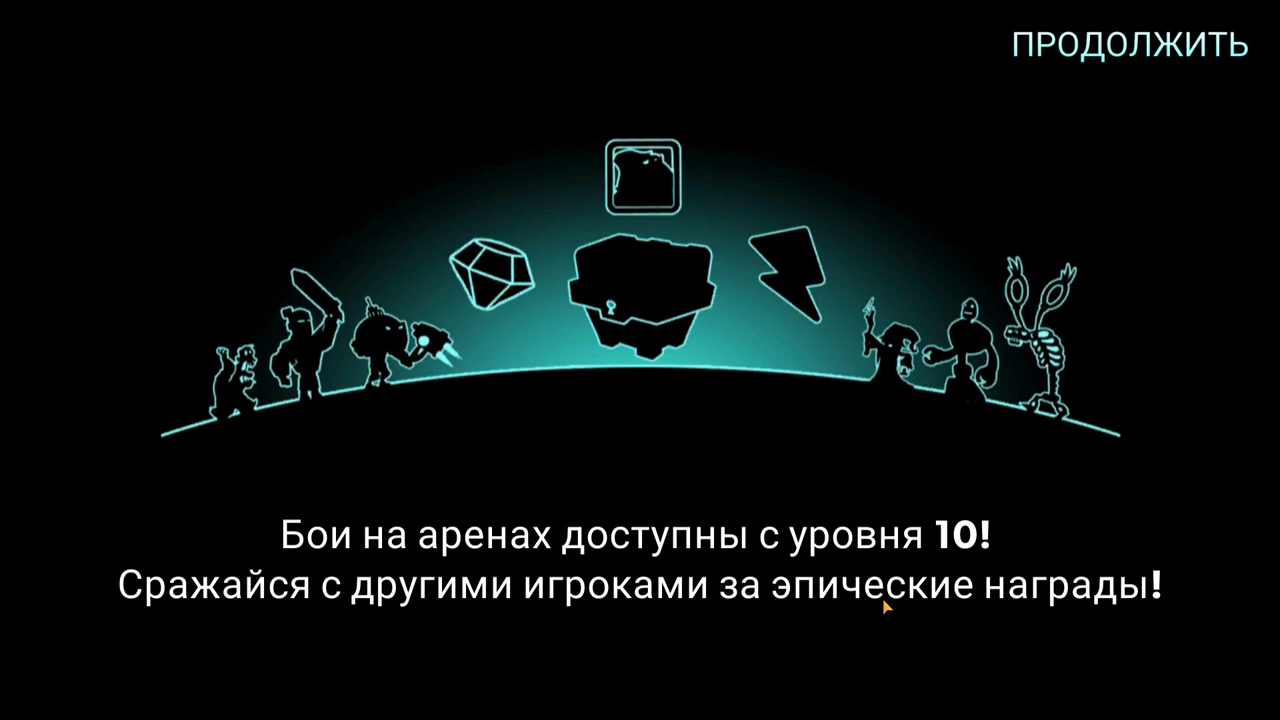 ПРОДОЛЖИТЬ
Бои на аренах доступны с уровня 10!
Сражайся с другими игроками за эпические награды!